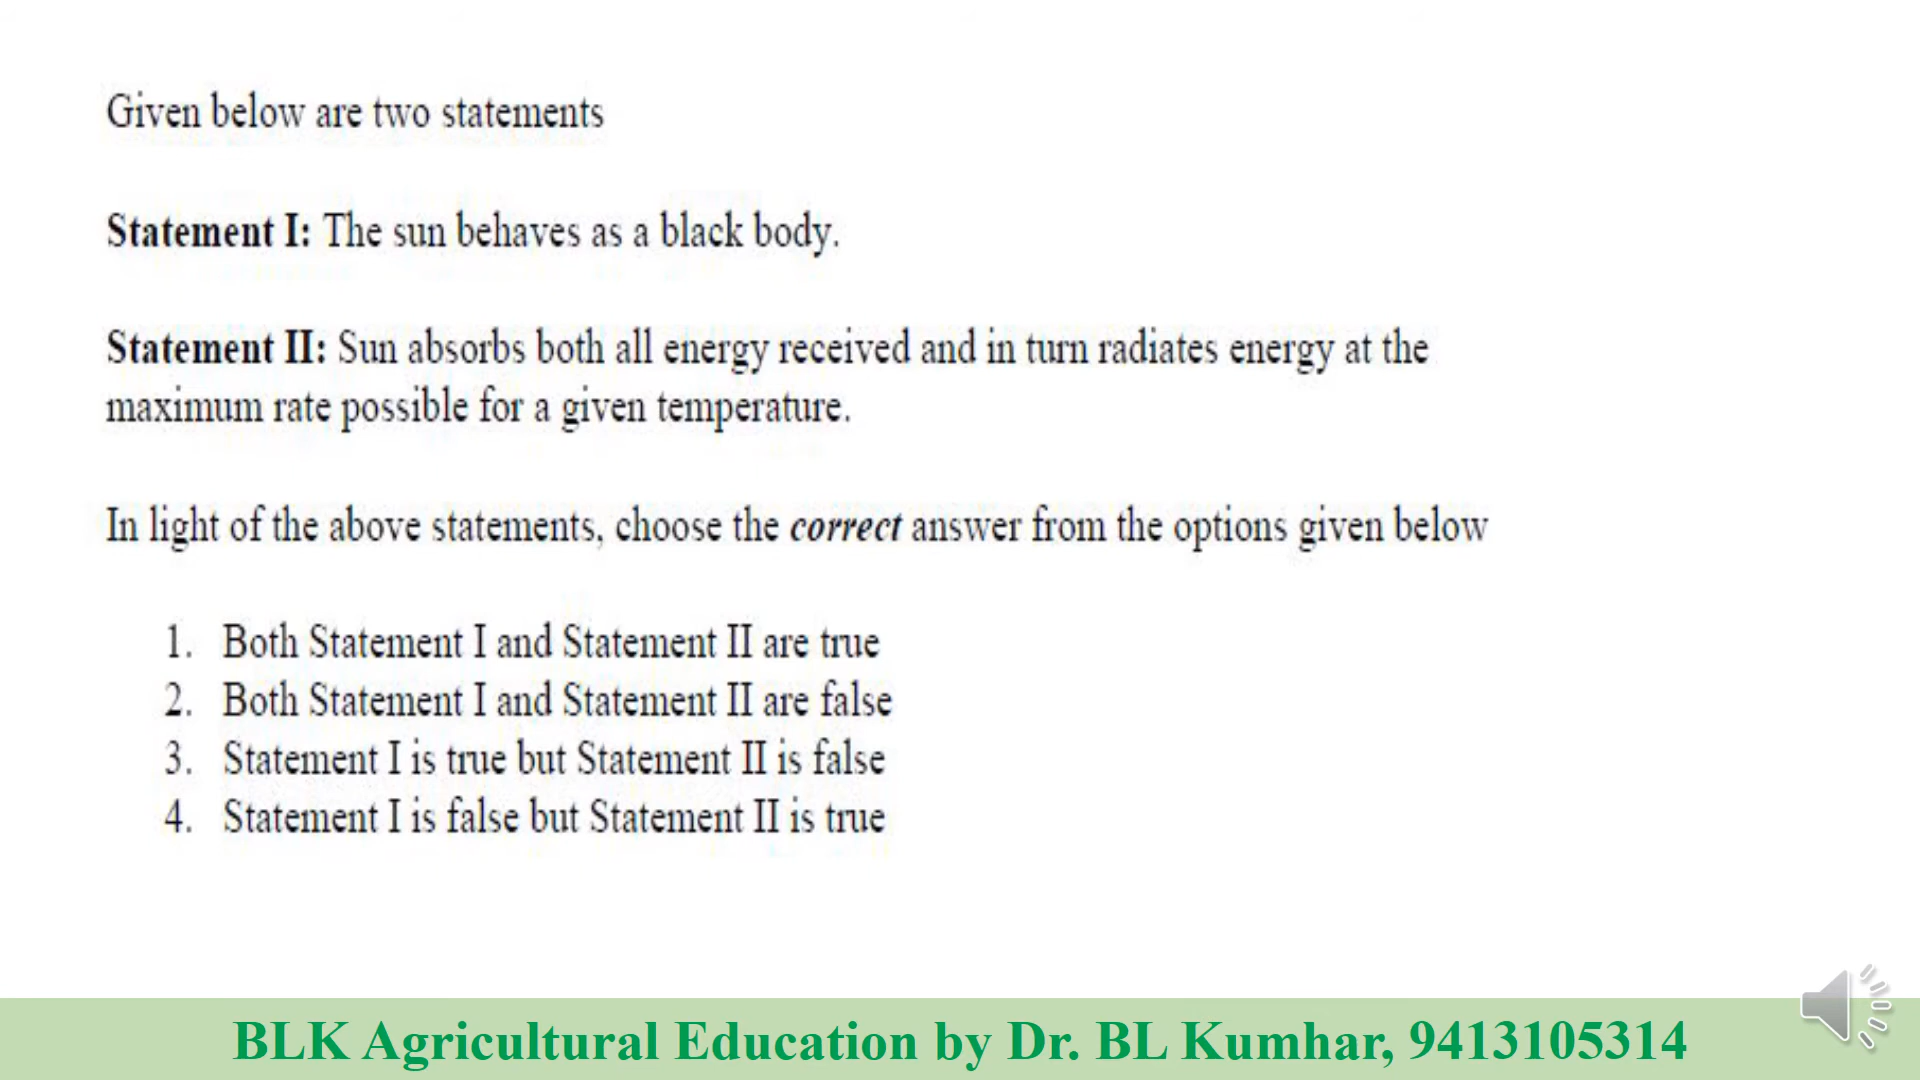 Given below are two statements
Statement I: The sun behaves as a black body.
Statement II: Sun absorbs both all energy received and in turn radiates energy at the
maximum rate possible for a given temperature.
In light of the above statements, choose the correct answer from the options given below
1. Both Statement I and Statement II are true
2. Both Statement I and Statement II are false
3. Statement I is true but Statement II is false
4. Statement I is false but Statement II is true
BLK Agricultural Education by Dr. BL Kumhar, 9413105314